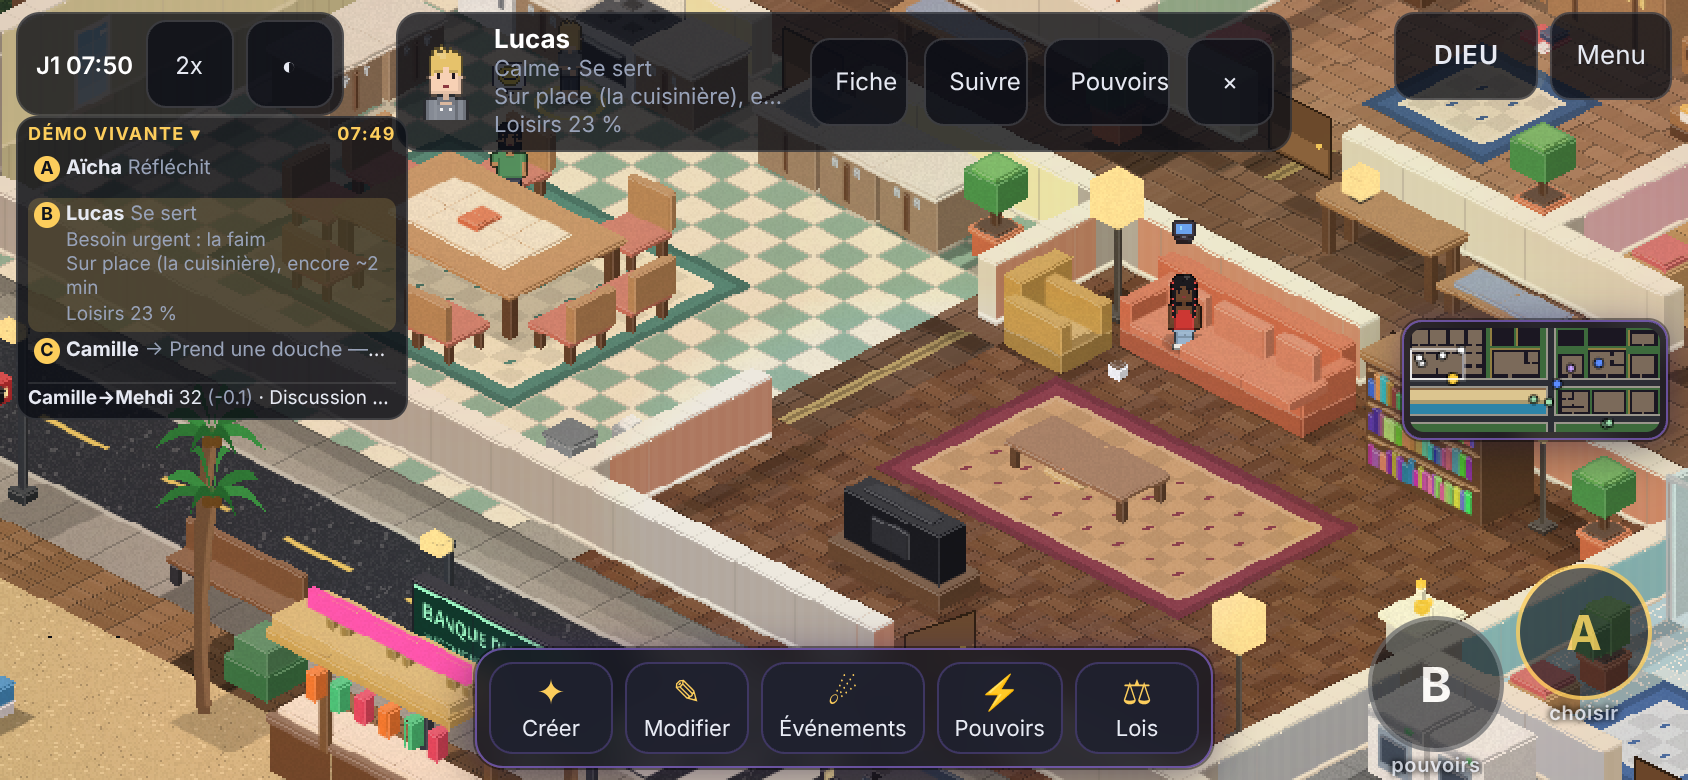 J1 07:50
2x
Lucas
Calme · Se sert
Sur place (la cuisinière), e...
Loisirs 23 %
Fiche
Suivre
Pouvoirs
×
DIEU
Menu
DÉMO VIVANTE ▾ 07:49
A Aïcha Réfléchit
B Lucas Se sert
Besoin urgent : la faim
Sur place (la cuisinière), encore ~2
min
Loisirs 23 %
C Camille → Prend une douche —...
Camille→Mehdi 32 (-0.1) · Discussion ...
BANQUE
Créer
Modifier
Événements
Pouvoirs
Lois
A
choisir
B
pouvoirs